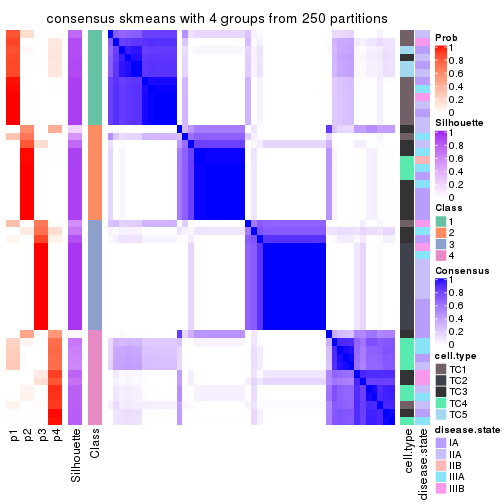 consensus skmeans with 4 groups from 250 partitions
p1
p2
p3
p4
Silhouette
Class
cell.type
disease.state
Prob
1
0.8
0.6
0.4
0.2
0
Silhouette
1
0.8
0.6
0.4
0.2
0
Class
1
2
3
4
Consensus
1
0.8
0.6
0.4
0.2
0
cell.type
TC1
TC2
TC3
TC4
TC5
disease.state
IA
IIA
IIB
IIIA
IIIB